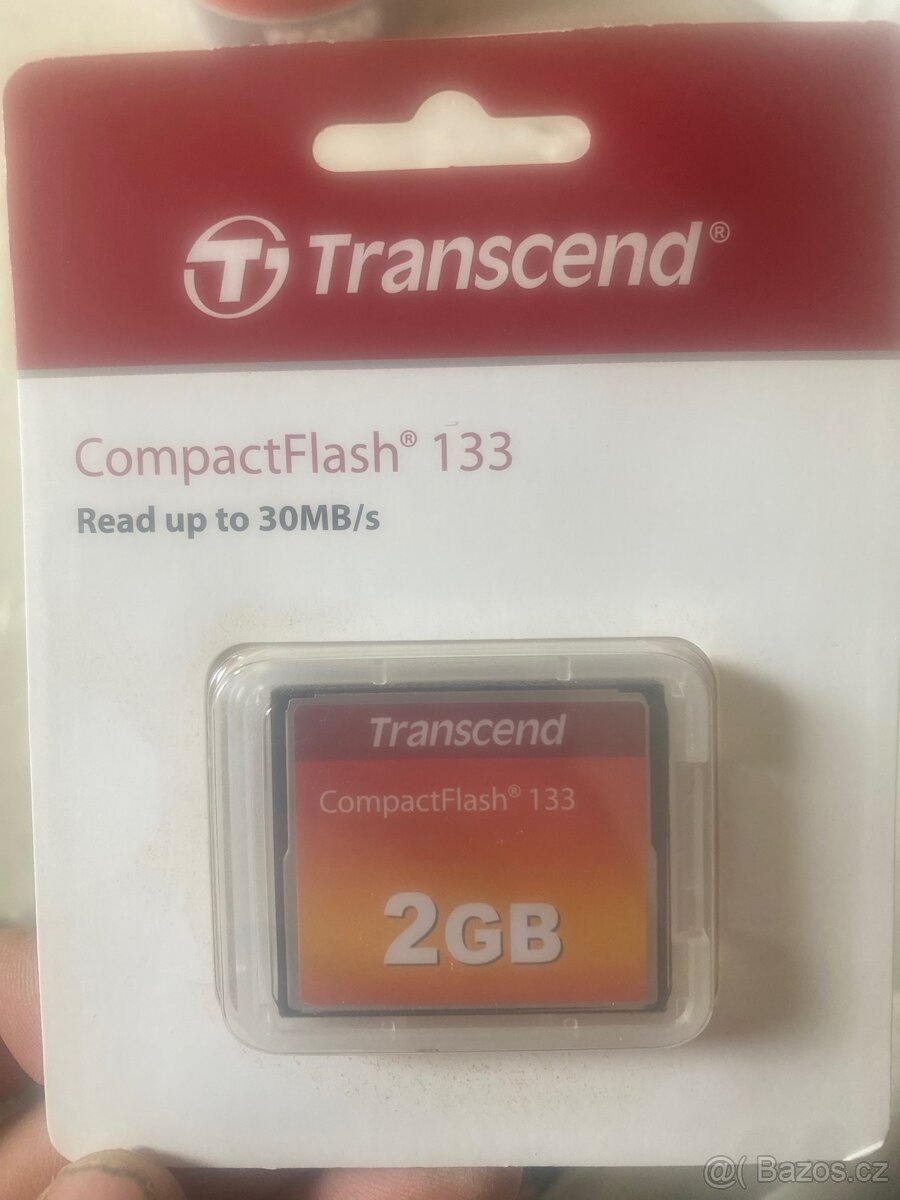 Transcend®
CompactFlash® 133
Read up to 30MB/s
Transcend
CompactFlash® 133
2GB
@( Bazos.cz